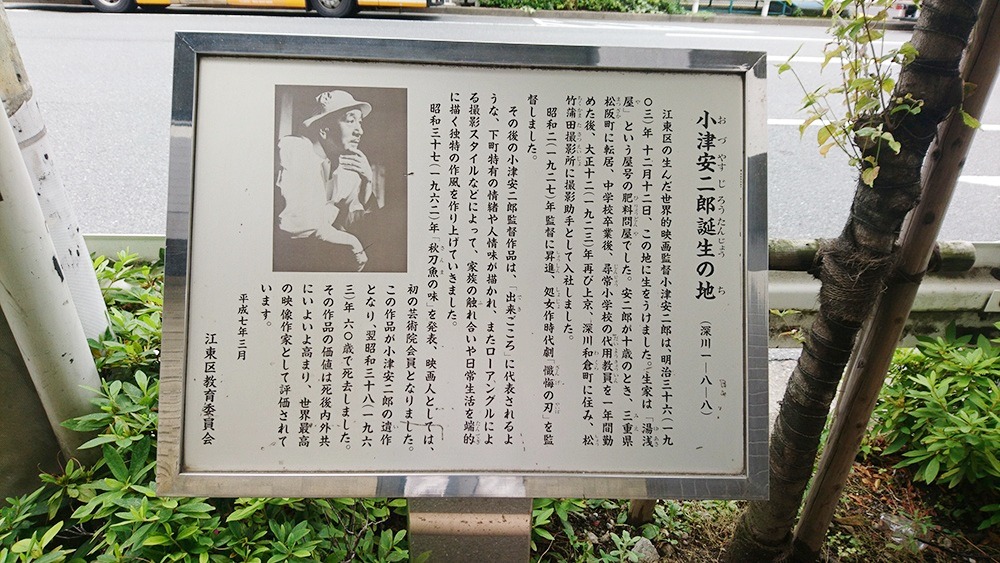 小津安二郎誕生の地
（深川一－八－八）
江東区の生んだ世界的映画監督小津安二郎は、明治三十六（一九
〇三）年十二月十二日、この地に生をうけました。生家は「湯浅
屋」という屋号の肥料問屋でした。安二郎が十歳のとき、三重県
松阪町に転居、中学校卒業後、尋常小学校の代用教員を一年間勤
めた後、大正十二（一九二三）年再び上京、深川和倉町に住み、松
竹蒲田撮影所に撮影助手として入社しました。
昭和二（一九二七）年監督に昇進、処女作時代劇「懺悔の刃」を監
督しました。
その後の小津安二郎監督作品は、「出来ごころ」に代表されるよ
うな、下町特有の情緒や人情味が描かれ、またローアングルによ
る撮影スタイルなどによって、家族の触れ合いや日常生活を端的
に描く独特の作風を作り上げていきました。
昭和三十七（一九六二）年「秋刀魚の味」を発表、映画人としては、
初の芸術院会員となりました。
この作品が小津安二郎の遺作
となり、翌昭和三十八（一九六
三）年、六〇歳で死去しました。
その作品の価値は死後内外共
にいよいよ高まり、世界最高
の映像作家として評価されて
います。
平成七年三月
江東区教育委員会